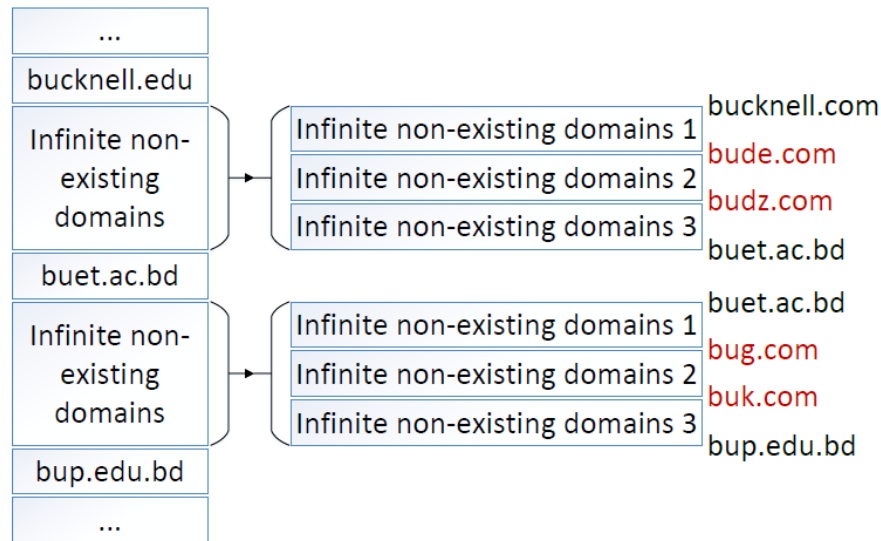 ...
bucknell.edu
Infinite non-
existing
domains
buet.ac.bd
Infinite non-
existing
domains
bup.edu.bd
...
Infinite non-existing domains 1
Infinite non-existing domains 2
Infinite non-existing domains 3
bucknell.com
bude.com
budz.com
buet.ac.bd
Infinite non-existing domains 1
Infinite non-existing domains 2
Infinite non-existing domains 3
buet.ac.bd
bug.com
buk.com
bup.edu.bd